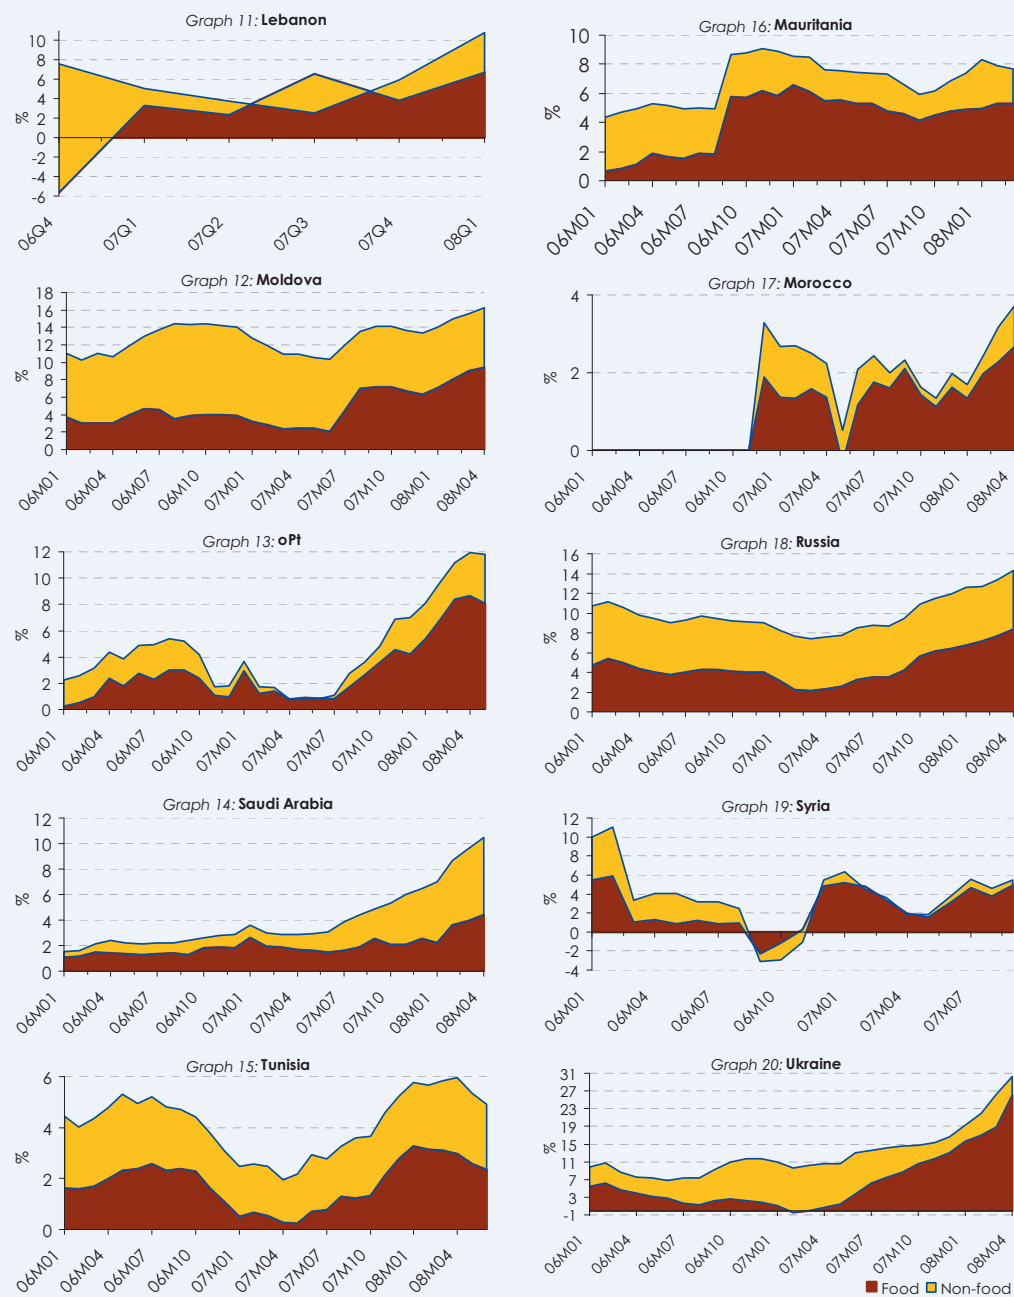 Graph 11: Lebanon
%
10
8
6
4
2
0
-2
-4
-6
06Q4
07Q1
07Q2
07Q3
07Q4
08Q1
Graph 16: Mauritania
%
10
8
6
4
2
0
06M01
06M04
06M07
06M10
07M01
07M04
07M07
07M10
08M01
Graph 12: Moldova
%
18
16
14
12
10
8
6
4
2
0
06M01
06M04
06M07
06M10
07M01
07M04
07M07
07M10
08M01
08M04
Graph 17: Morocco
%
4
2
0
06M01
06M04
06M07
06M10
07M01
07M04
07M07
07M10
08M01
08M04
Graph 13: oPt
%
12
10
8
6
4
2
0
06M01
06M04
06M07
06M10
07M01
07M04
07M07
07M10
08M01
08M04
Graph 18: Russia
%
16
14
12
10
8
6
4
2
0
06M01
06M04
06M07
06M10
07M01
07M04
07M07
07M10
08M01
08M04
Graph 14: Saudi Arabia
%
12
10
8
6
4
2
0
06M01
06M04
06M07
06M10
07M01
07M04
07M07
07M10
08M01
08M04
Graph 19: Syria
%
12
10
8
6
4
2
0
-2
-4
06M01
06M04
06M07
06M10
07M01
07M04
07M07
Graph 15: Tunisia
%
6
4
2
0
06M01
06M04
06M07
06M10
07M01
07M04
07M07
07M10
08M01
08M04
Graph 20: Ukraine
%
31
27
23
19
15
11
7
3
-1
06M01
06M04
06M07
06M10
07M01
07M04
07M07
07M10
08M01
08M04
Food Non-food